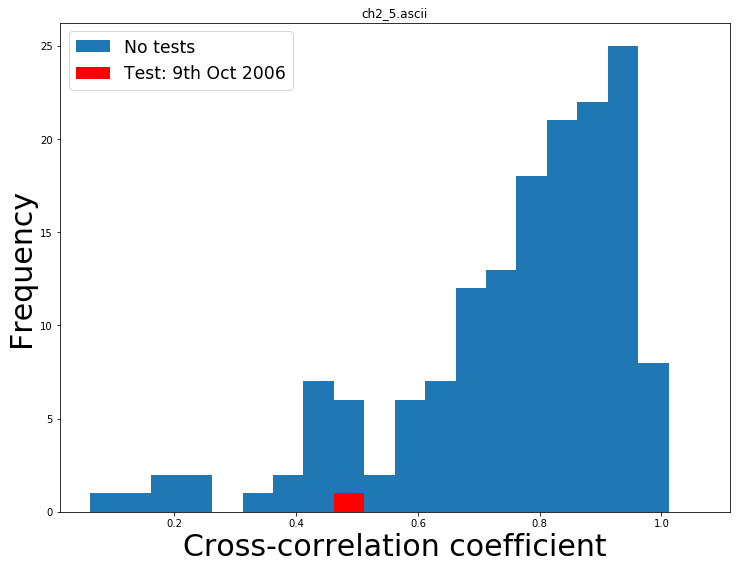 ch2_5.ascii
No tests
Test: 9th Oct 2006
Frequency
25
20
15
10
5
0
0.2 0.4 0.6 0.8 1.0
Cross-correlation coefficient